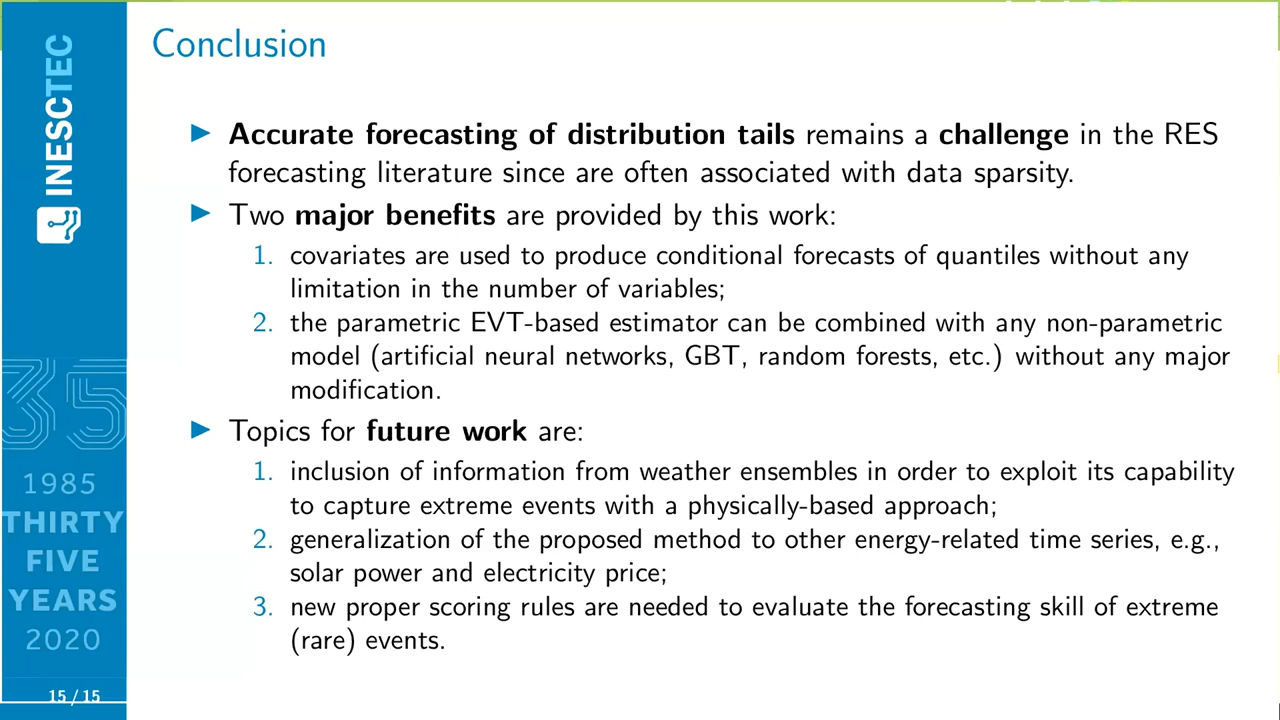 INESCTEC
Conclusion
Accurate forecasting of distribution tails remains a challenge in the RES
forecasting literature since are often associated with data sparsity.
Two major benefits are provided by this work:
1. covariates are used to produce conditional forecasts of quantiles without any
limitation in the number of variables;
2. the parametric EVT-based estimator can be combined with any non-parametric
model (artificial neural networks, GBT, random forests, etc.) without any major
modification.
Topics for future work are:
1. inclusion of information from weather ensembles in order to exploit its capability
to capture extreme events with a physically-based approach;
2. generalization of the proposed method to other energy-related time series, e.g.,
solar power and electricity price;
3. new proper scoring rules are needed to evaluate the forecasting skill of extreme
(rare) events.
35
1985
THIRTY
FIVE
YEARS
2020
15 / 15